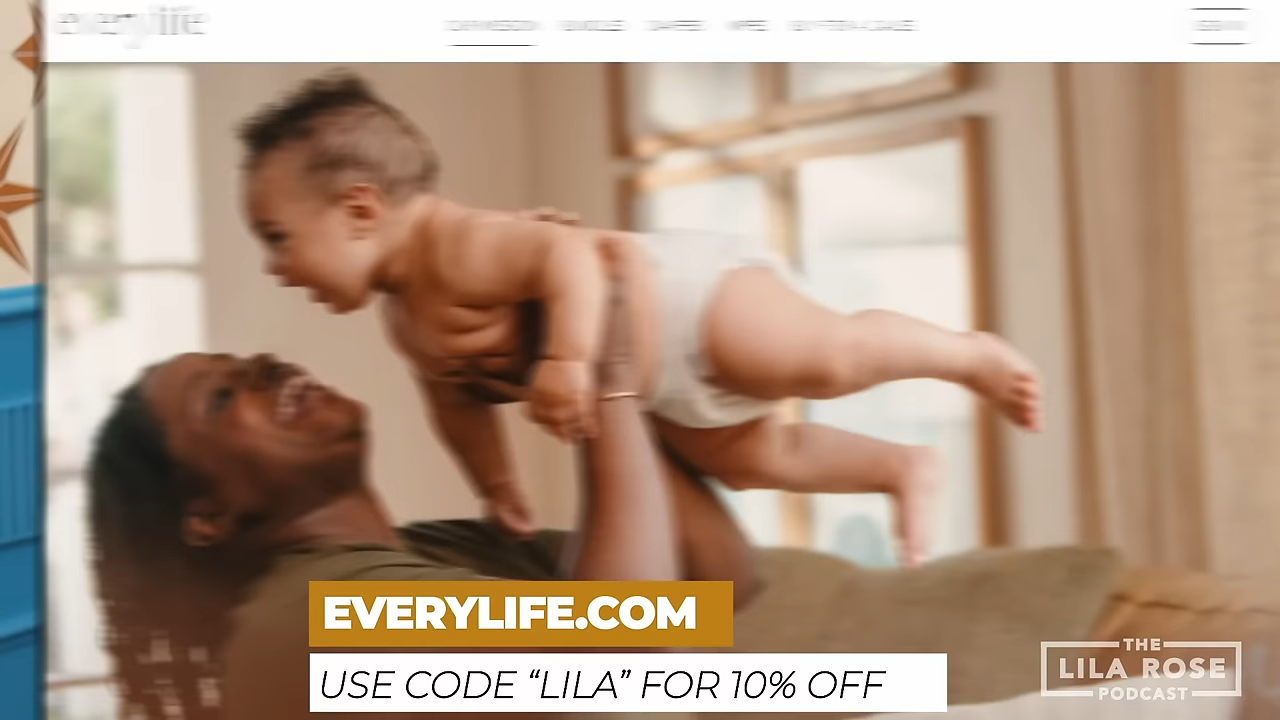 everylife
EVERYLIFE.COM
USE CODE “LILA” FOR 10% OFF
THE
LILA ROSE
PODCAST